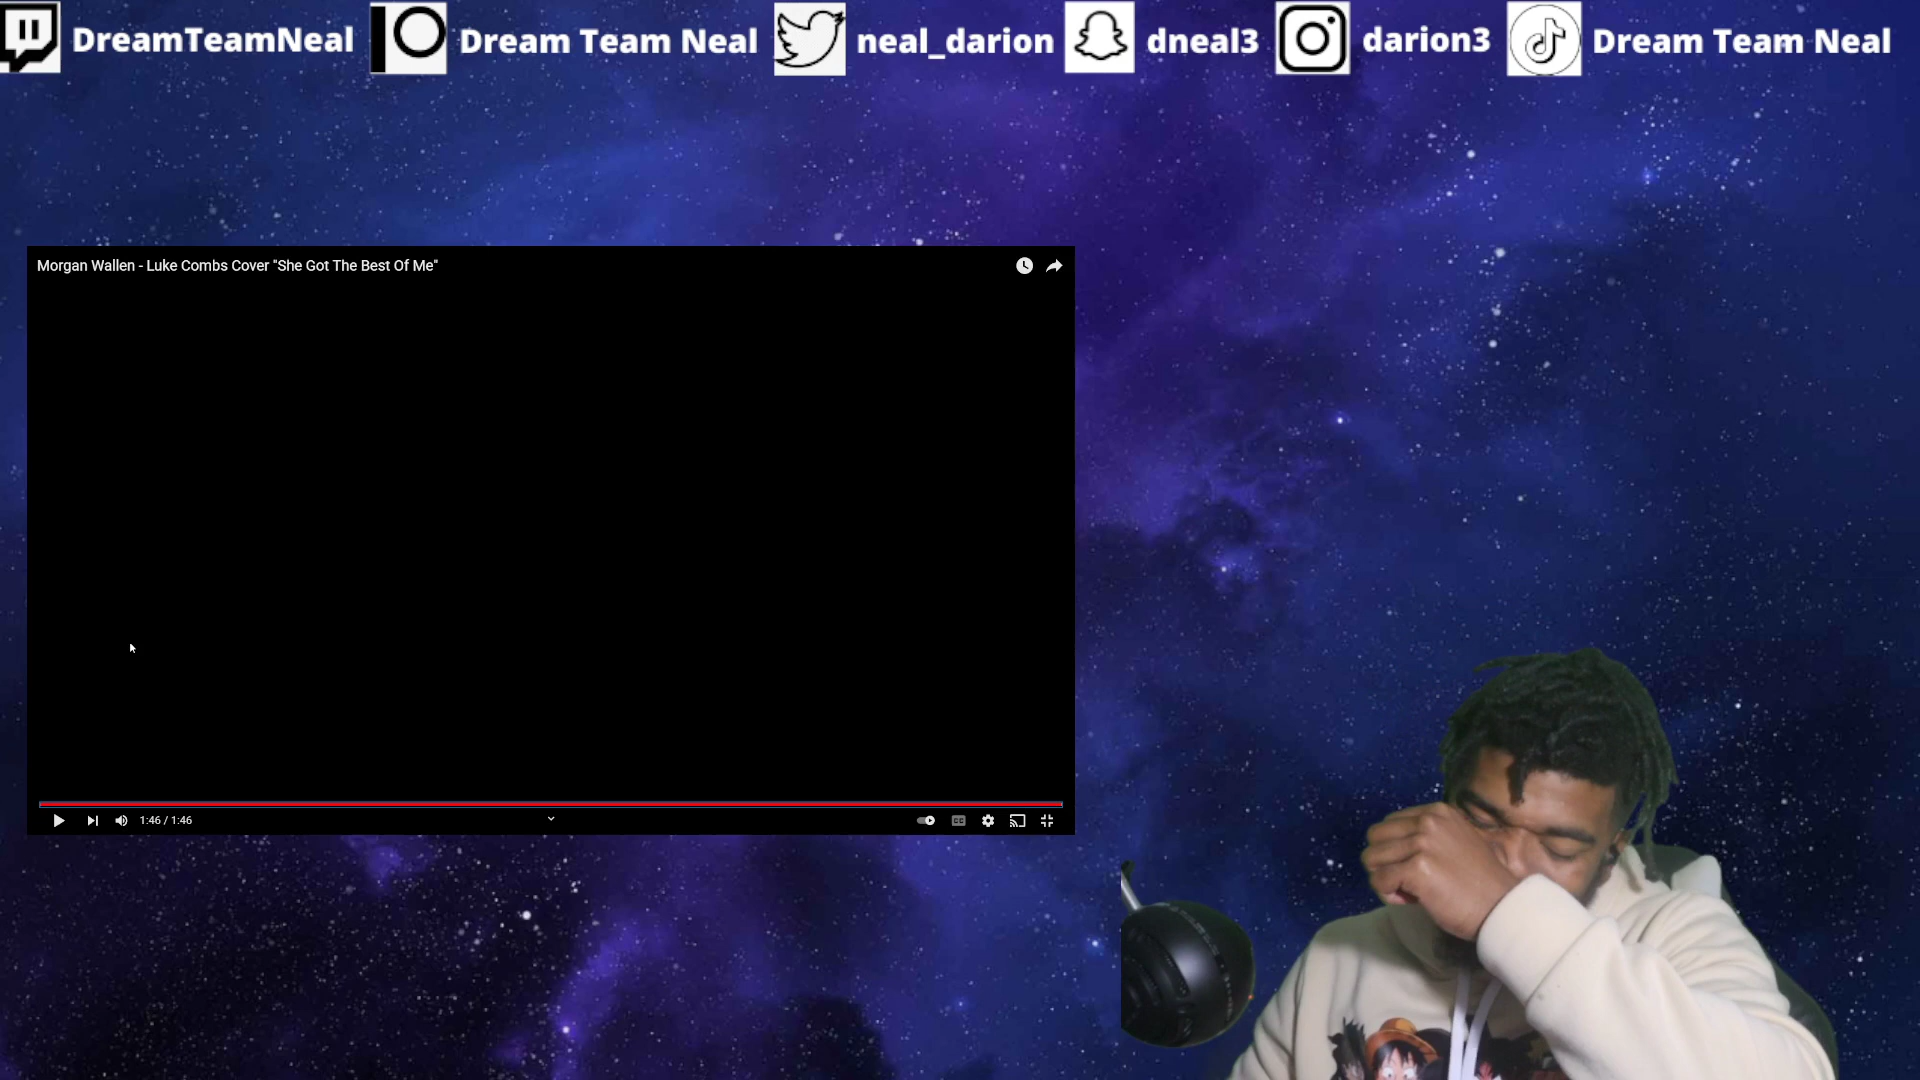 DreamTeamNeal Dream Team Neal neal_darion dneal3 darion3 Dream Team Neal
Morgan Wallen - Luke Combs Cover "She Got The Best Of Me"
1:46 / 1:46
CC